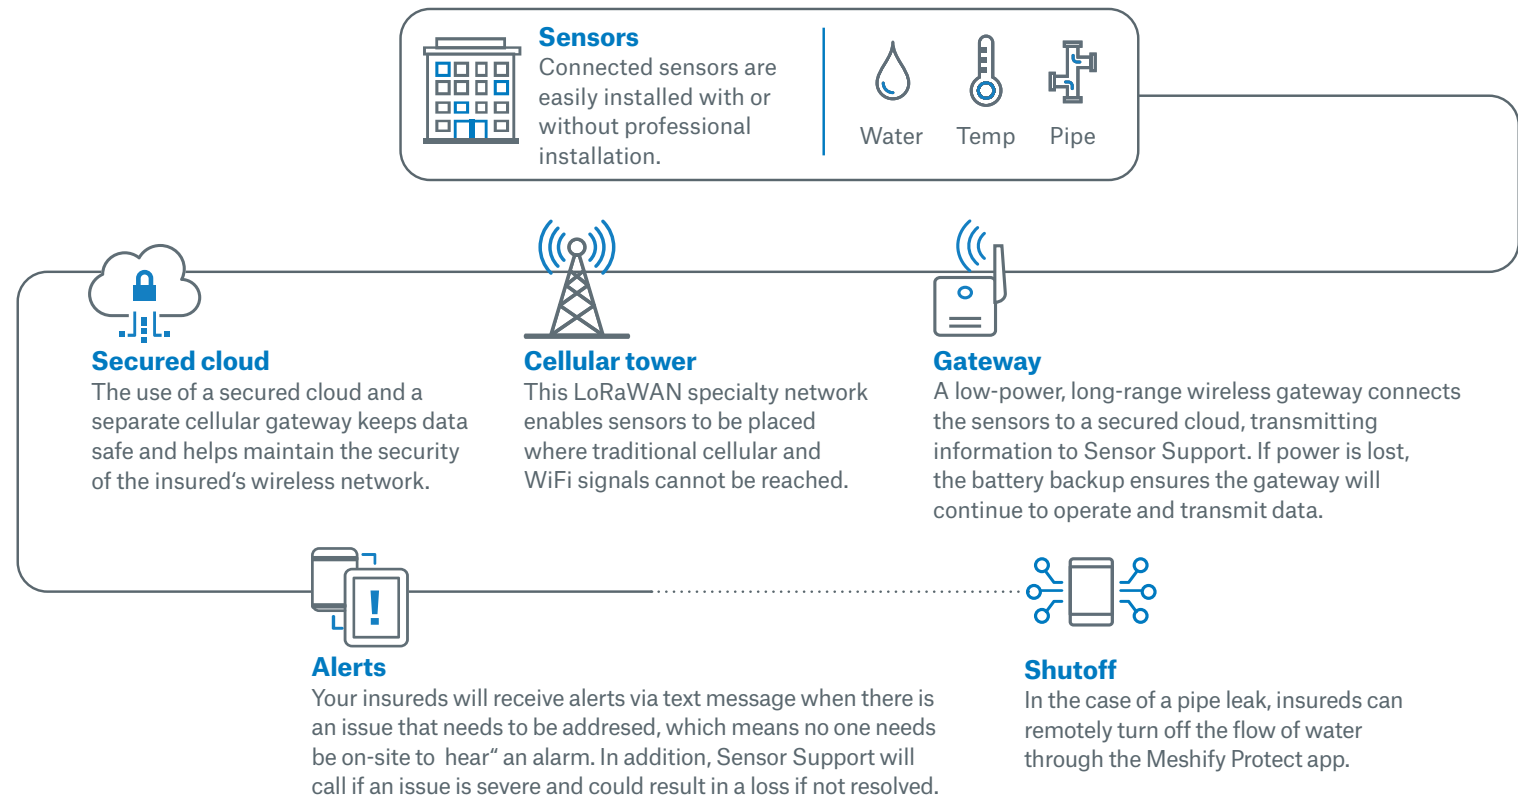 Sensors
Connected sensors are
easily installed with or
without professional
installation.
Water
Temp
Pipe
Secured cloud
The use of a secured cloud and a
separate cellular gateway keeps data
safe and helps maintain the security
of the insured‘s wireless network.
Cellular tower
This LoRaWAN specialty network
enables sensors to be placed
where traditional cellular and
WiFi signals cannot be reached.
Gateway
A low-power, long-range wireless gateway connects
the sensors to a secured cloud, transmitting
information to Sensor Support. If power is lost,
the battery backup ensures the gateway will
continue to operate and transmit data.
!
Alerts
Your insureds will receive alerts via text message when there is
an issue that needs to be addresed, which means no one needs
be on-site to  hear“ an alarm. In addition, Sensor Support will
call if an issue is severe and could result in a loss if not resolved.
Shutoff
In the case of a pipe leak, insureds can
remotely turn off the flow of water
through the Meshify Protect app.